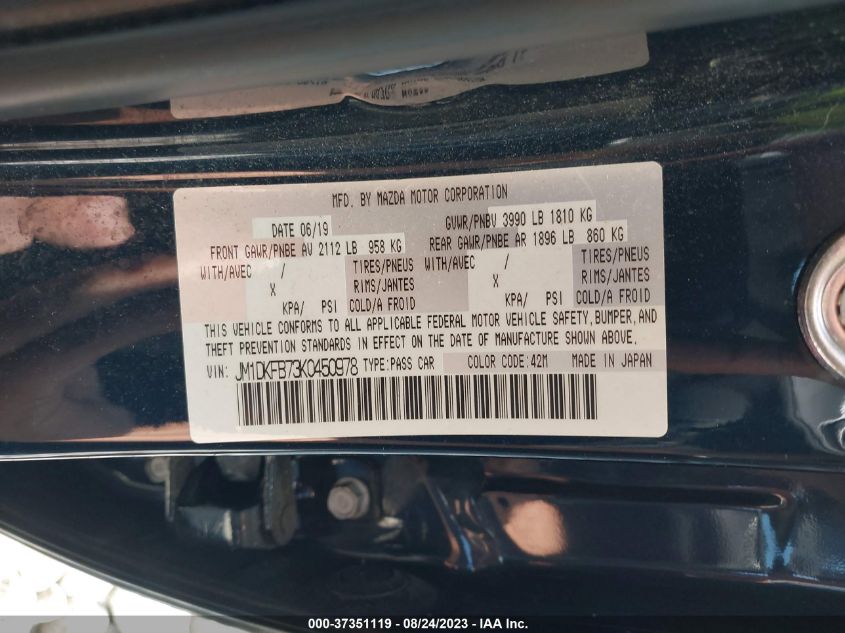 MFD. BY MAZDA MOTOR CORPORATION
DATE 06/19 GVWR/PNBV 3990 LB 1810 KG
FRONT GAWR/PNBE AV 2112 LB 958 KG REAR GAWR/PNBE AR 1896 LB 860 KG
WITH/AVEC / TIRES/PNEUS WITH/AVEC / TIRES/PNEUS
X RIMS/JANTES X RIMS/JANTES
KPA/ PSI COLD/A FROID KPA/ PSI COLD/A FROID
THIS VEHICLE CONFORMS TO ALL APPLICABLE FEDERAL MOTOR VEHICLE SAFETY, BUMPER, AND
THEFT PREVENTION STANDARDS IN EFFECT ON THE DATE OF MANUFACTURE SHOWN ABOVE.
VIN: JM1DKFB73K0450978 TYPE:PASS CAR COLOR CODE:42M MADE IN JAPAN
000-37351119 - 08/24/2023 - IAA Inc.